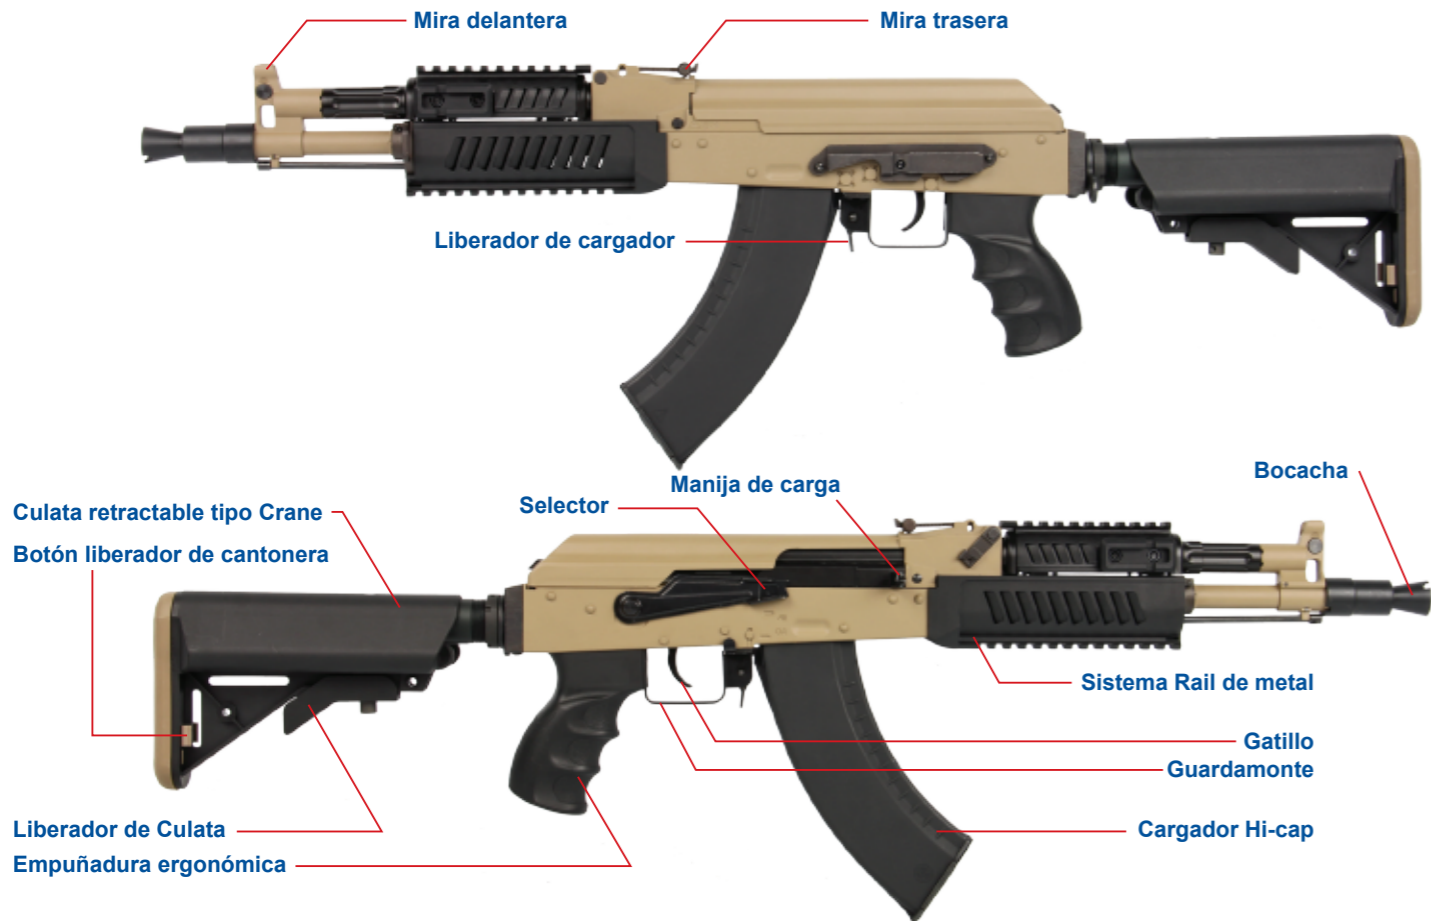 Mira delantera
Mira trasera
Liberador de cargador
Bocacha
Manija de carga
Selector
Culata retractable tipo Crane
Botón liberador de cantonera
Sistema Rail de metal
Gatillo
Guardamonte
Liberador de Culata
Cargador Hi-cap
Empuñadura ergonómica